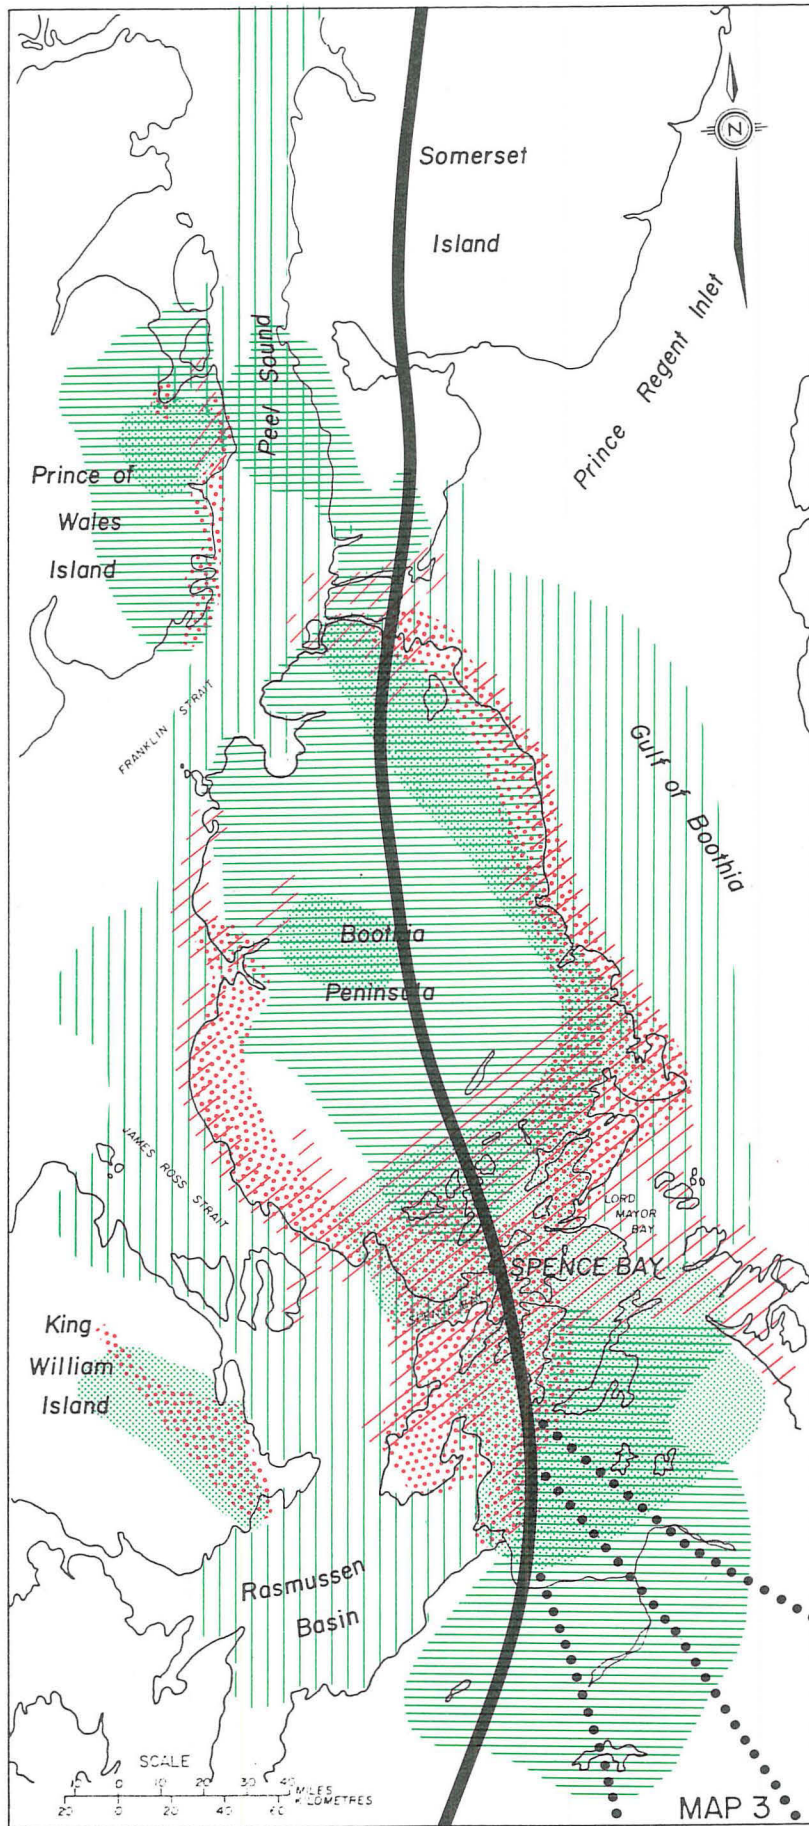 Somerset
Island
N
Prince Regent Inlet
Peel Sound
Prince of
Wales
Island
FRANKLIN STRAIT
Gulf of Boothia
Boothia
Peninsula
JAMES ROSS STRAIT
LORD
MAYOR
BAY
SPENCE BAY
King
William
Island
Rasmussen
Basin
SCALE
10 0 10 20 30 40 MILES
20 0 20 40 60 KILOMETRES
MAP 3